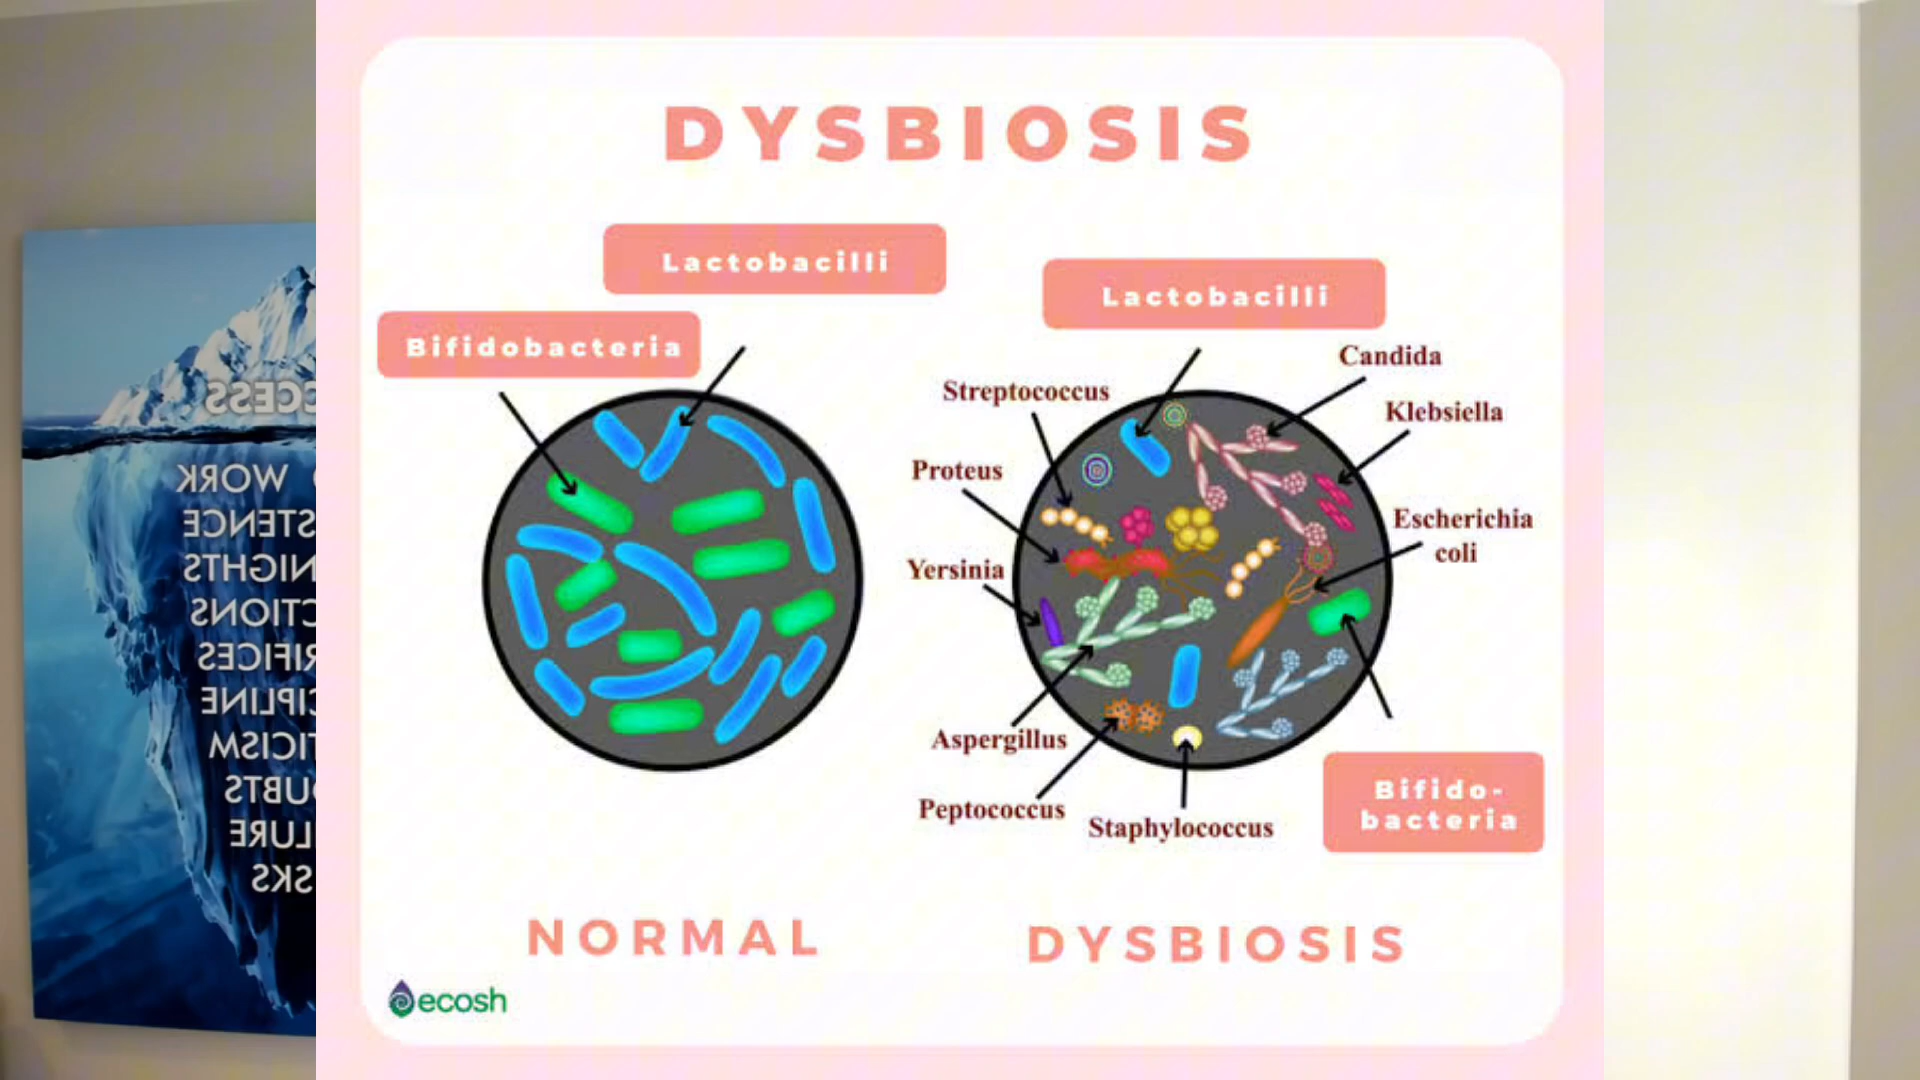 DYSBIOSIS
Lactobacilli
Bifidobacteria
Lactobacilli
Candida
Streptococcus
Klebsiella
Proteus
Escherichia
coli
Yersinia
Aspergillus
Peptococcus
Staphylococcus
Bifido-
bacteria
NORMAL
DYSBIOSIS
ecosh
WORK